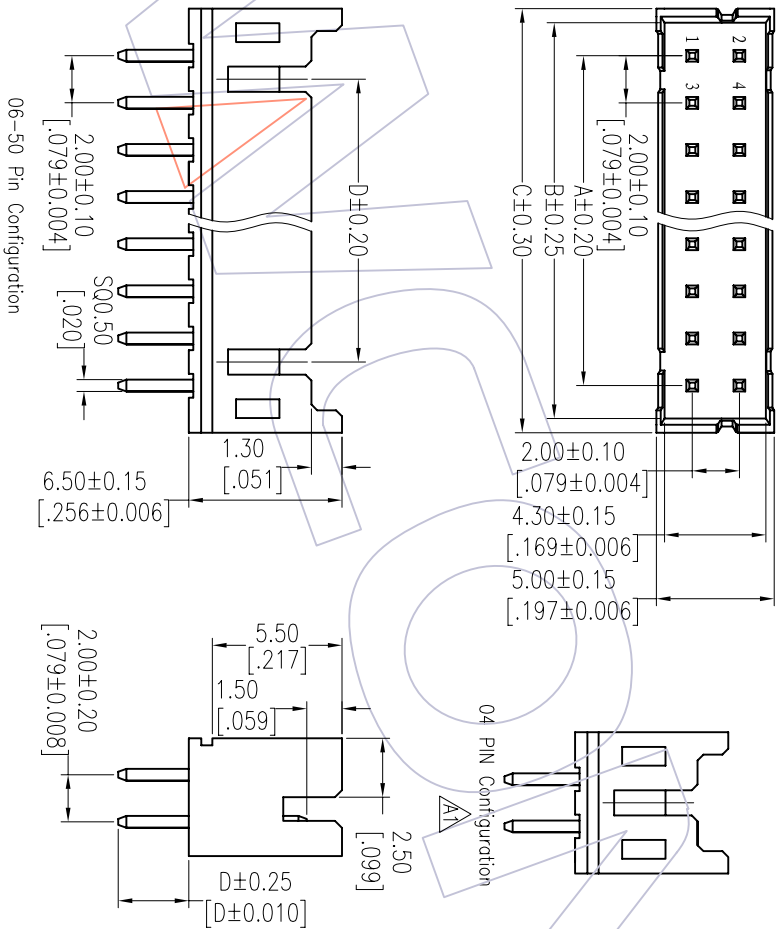 1
2
3
4
2.00±0.10
[.079±0.004]
A±0.20
B±0.25
C±0.30
2.00±0.10
[.079±0.004]
4.30±0.15
[.169±0.006]
5.00±0.15
[.197±0.006]
D±0.20
2.00±0.10
[.079±0.004]
SQ0.50
[.020]
1.30
[.051]
6.50±0.15
[.256±0.006]
06-50 Pin Configuration
04 PIN Configuration
A1
5.50
[.217]
1.50
[.059]
2.00±0.20
[.079±0.008]
2.50
[.099]
D±0.25
[D±0.010]